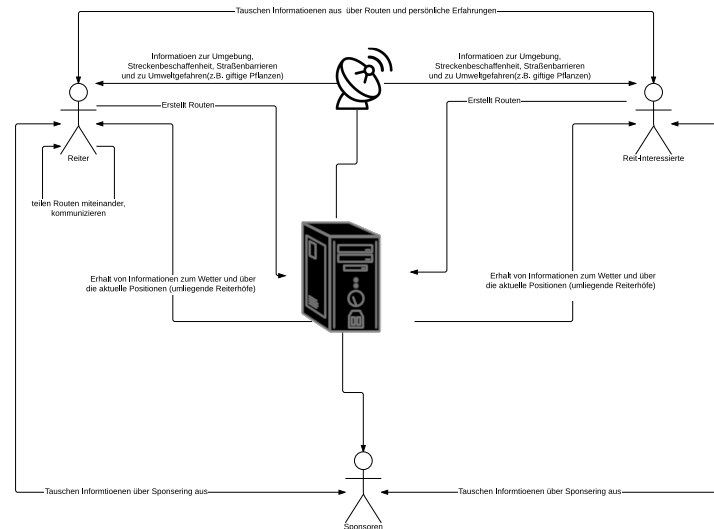 Tauschen Informatioenen aus  über Routen und persönliche Erfahrungen
Informatioen zur Umgebung,
Streckenbeschaffenheit, Straßenbarrieren
und zu Umweltgefahren(z.B. giftige Pflanzen)
Informatioen zur Umgebung,
Streckenbeschaffenheit, Straßenbarrieren
und zu Umweltgefahren(z.B. giftige Pflanzen)
Erstellt Routen
Erstellt Routen
Reiter
Reit-Interessierte
teilen Routen miteinander,
kommunizieren
Erhalt von Informationen zum Wetter und über
die aktuelle Positionen (umliegende Reiterhöfe)
Erhalt von Informationen zum Wetter und über
die aktuelle Positionen (umliegende Reiterhöfe)
Tauschen Informtioenen über Sponsering aus
Tauschen Informtioenen über Sponsering aus
Sponsoren